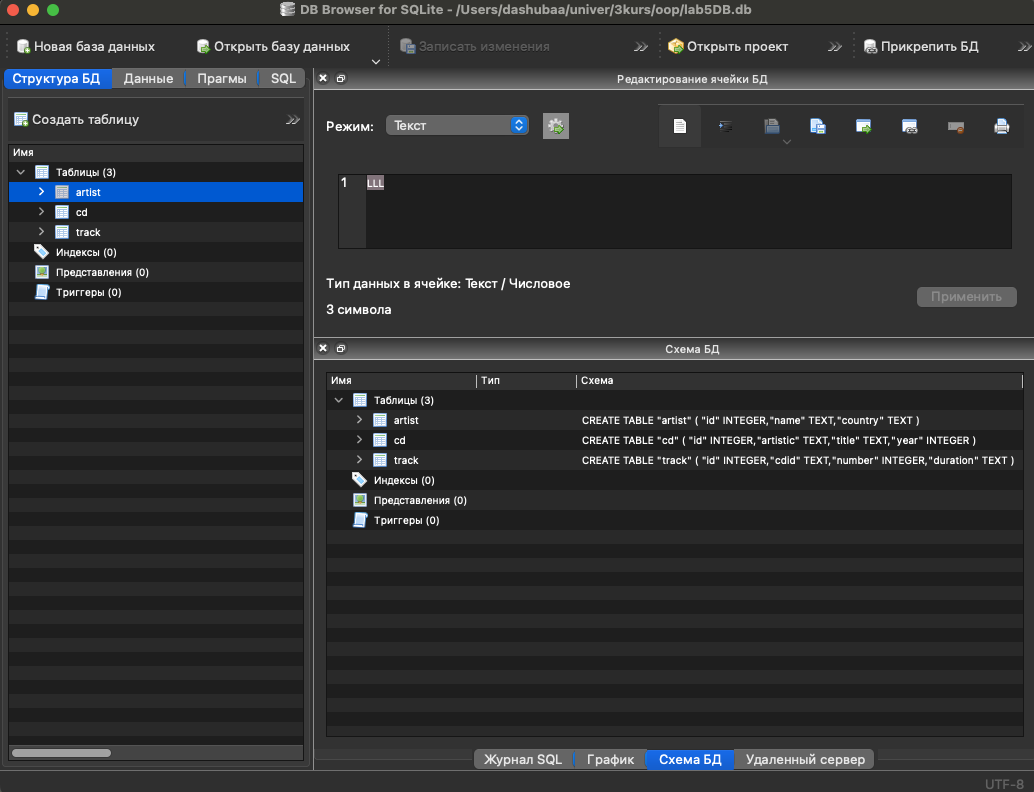 DB Browser for SQLite - /Users/dashubaa/univer/3kurs/oop/lab5DB.db
Новая база данных
Открыть базу данных
Записать изменения
Открыть проект
Прикрепить БД
Структура БД
Данные
Прагмы
SQL
Создать таблицу
Имя
Таблицы (3)
artist
cd
track
Индексы (0)
Представления (0)
Триггеры (0)
Редактирование ячейки БД
Режим:
Текст
1
LLL
Тип данных в ячейке: Текст / Числовое
3 символа
Применить
Схема БД
Имя
Тип
Схема
Таблицы (3)
artist CREATE TABLE "artist" ( "id" INTEGER,"name" TEXT,"country" TEXT )
cd CREATE TABLE "cd" ( "id" INTEGER,"artistic" TEXT,"title" TEXT,"year" INTEGER )
track CREATE TABLE "track" ( "id" INTEGER,"cdid" TEXT,"number" INTEGER,"duration" TEXT )
Индексы (0)
Представления (0)
Триггеры (0)
Журнал SQL
График
Схема БД
Удаленный сервер
UTF-8